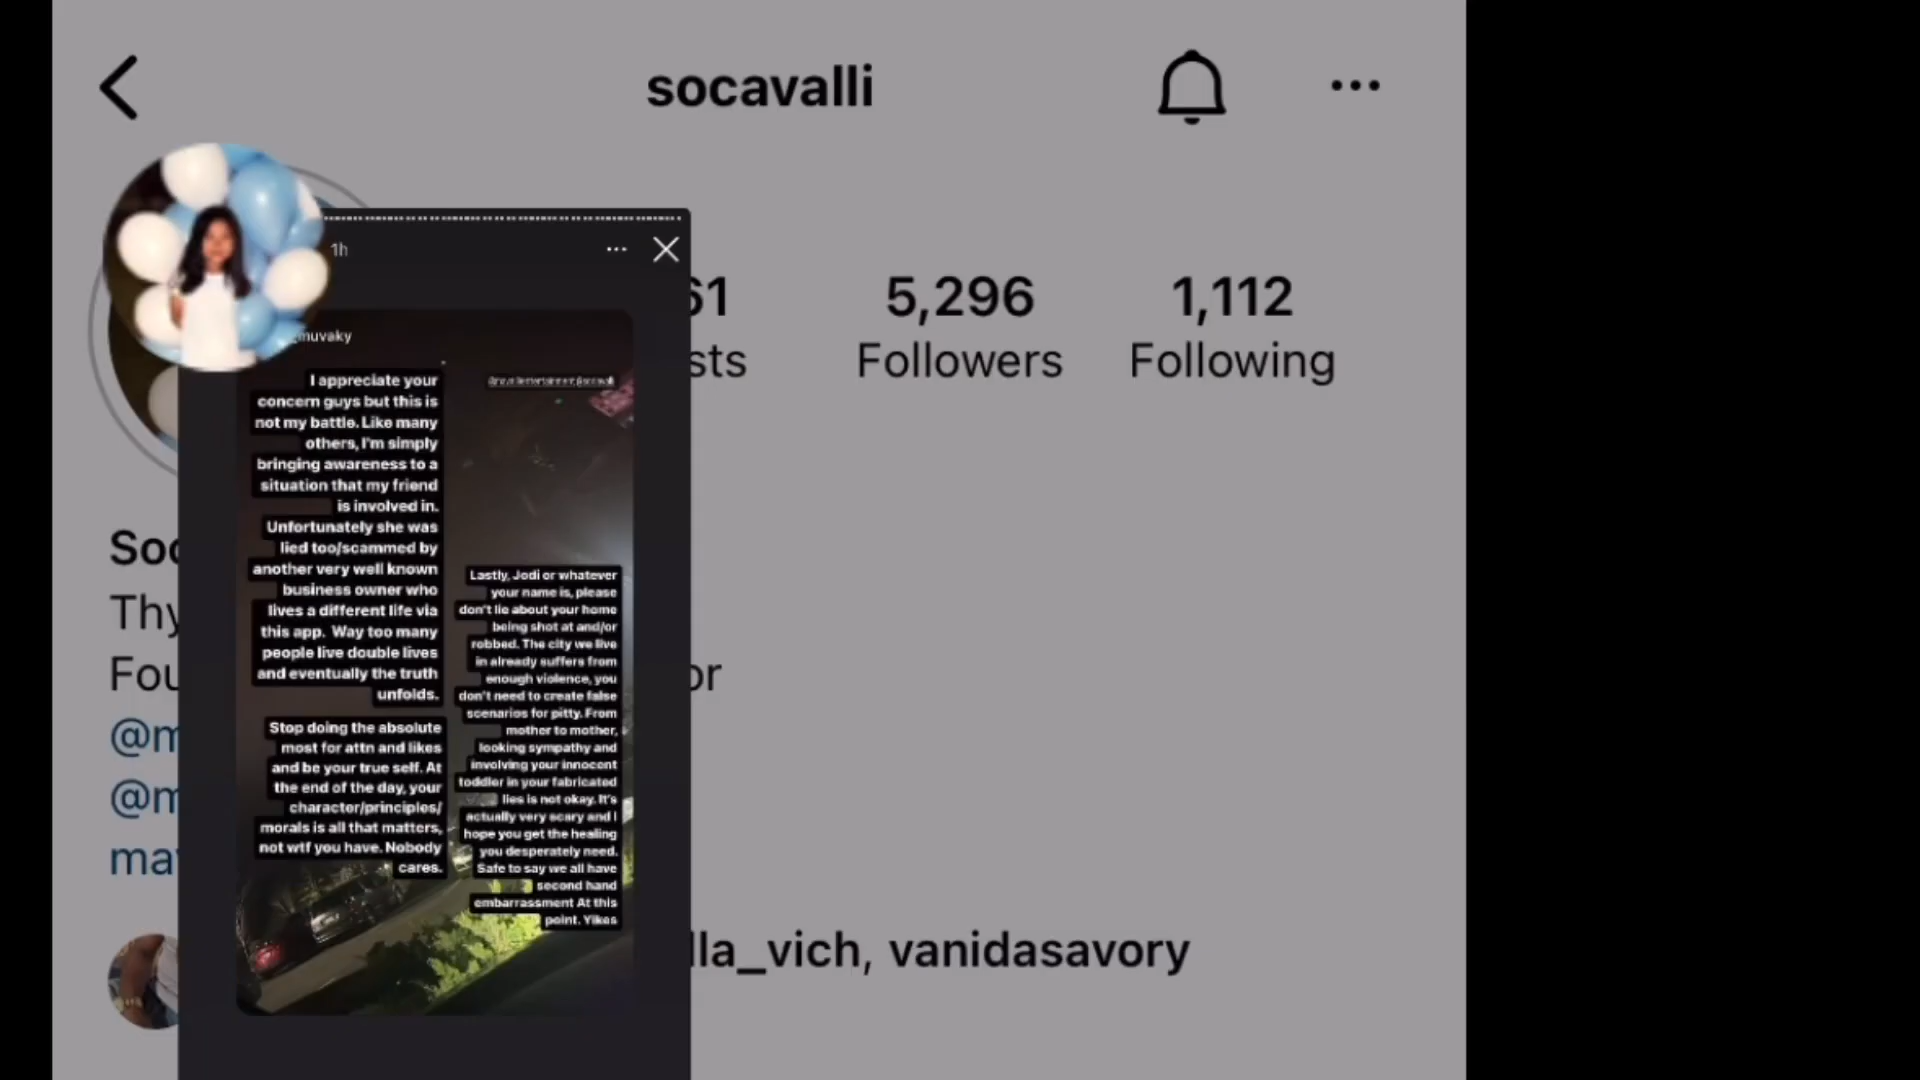 socavalli
1h
_muvaky
61
5,296
1,112
sts
Followers
Following
I appreciate your
concern guys but this is
not my battle. Like many
others, I'm simply
bringing awareness to a
situation that my friend
is involved in.
Unfortunately she was
lied too/scammed by
another very well known
business owner who
lives a different life via
this app. Way too many
people live double lives
and eventually the truth
unfolds.
Stop doing the absolute
most for attn and likes
and be your true self. At
the end of the day, your
character/principles/
morals is all that matters,
not wtf you have. Nobody
cares.
Lastly, Jodi or whatever
your name is, please
don't lie about your home
being shot at and/or
robbed. The city we live
in already suffers from
enough violence, you
don't need to create false
scenarios for pitty. From
mother to mother,
looking sympathy and
involving your innocent
toddler in your fabricated
lies is not okay. It's
actually very scary and I
hope you get the healing
you desperately need.
Safe to say we all have
second hand
embarrassment At this
point. Yikes
Soc
Thy
Fou
or
@m
@m
mav
lla_vich, vanidasavory